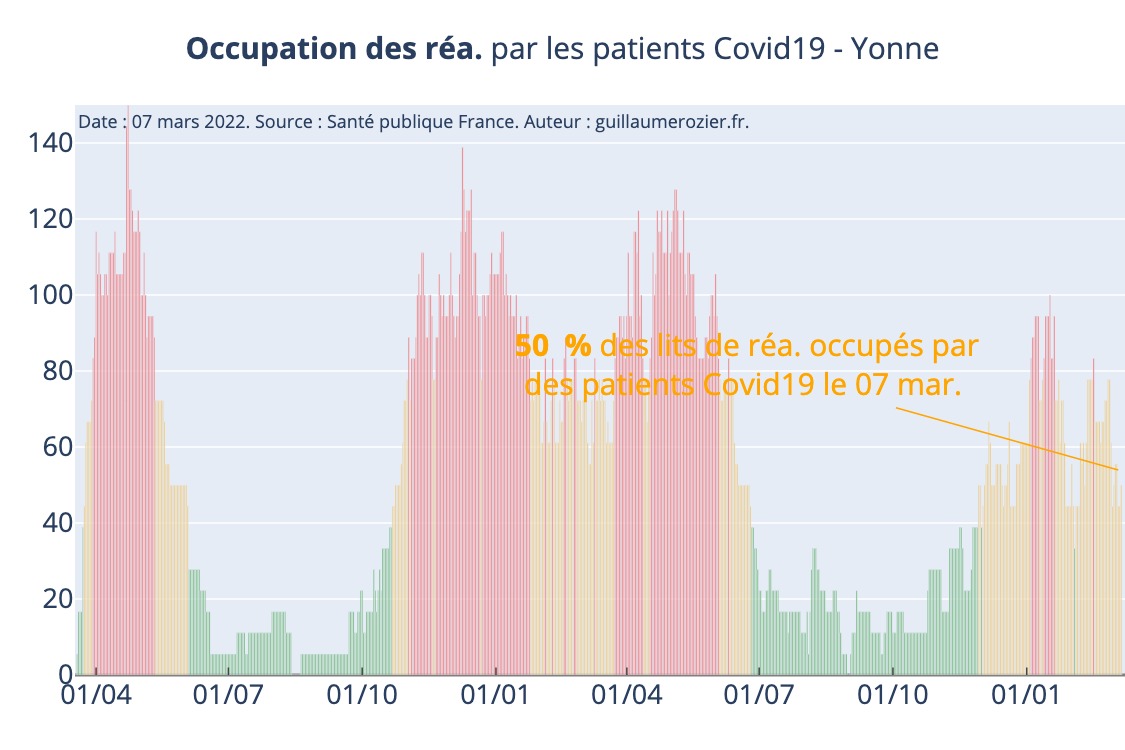 Occupation des réa. par les patients Covid19 - Yonne
Date : 07 mars 2022. Source : Santé publique France. Auteur : guillaumerozier.fr.
140
120
100
80
60
40
20
0
50 % des lits de réa. occupés par
des patients Covid19 le 07 mar.
01/04 01/07 01/10 01/01 01/04 01/07 01/10 01/01